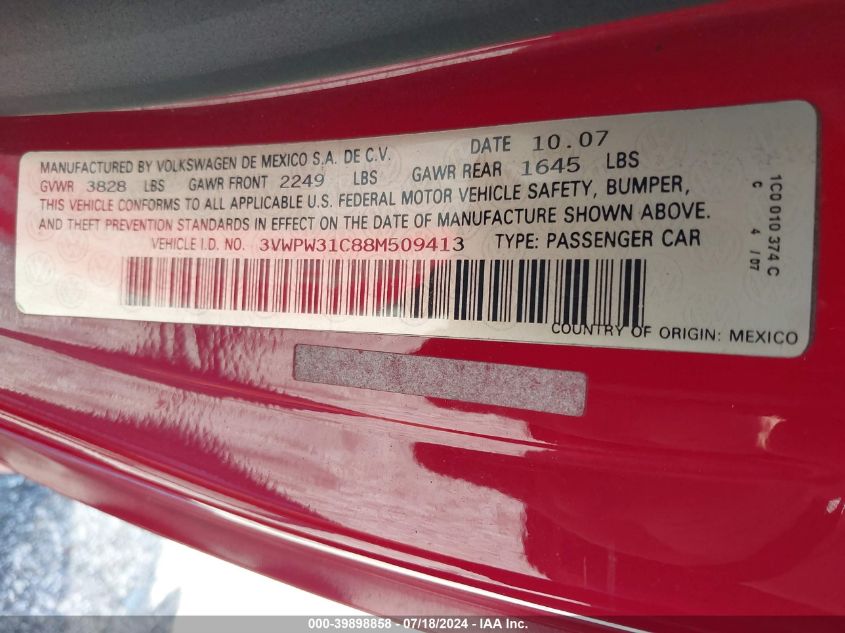 MANUFACTURED BY VOLKSWAGEN DE MEXICO S.A. DE C.V. DATE 10.07
GVWR 3828 LBS GAWR FRONT 2249 LBS GAWR REAR 1645 LBS
THIS VEHICLE CONFORMS TO ALL APPLICABLE U.S. FEDERAL MOTOR VEHICLE SAFETY, BUMPER,
AND THEFT PREVENTION STANDARDS IN EFFECT ON THE DATE OF MANUFACTURE SHOWN ABOVE.
VEHICLE I.D. NO. 3VWPW31C88M509413 TYPE: PASSENGER CAR
COUNTRY OF ORIGIN: MEXICO
1C0 010 374 C
C 4 / 07
000-39898858 - 07/18/2024 - IAAI.com